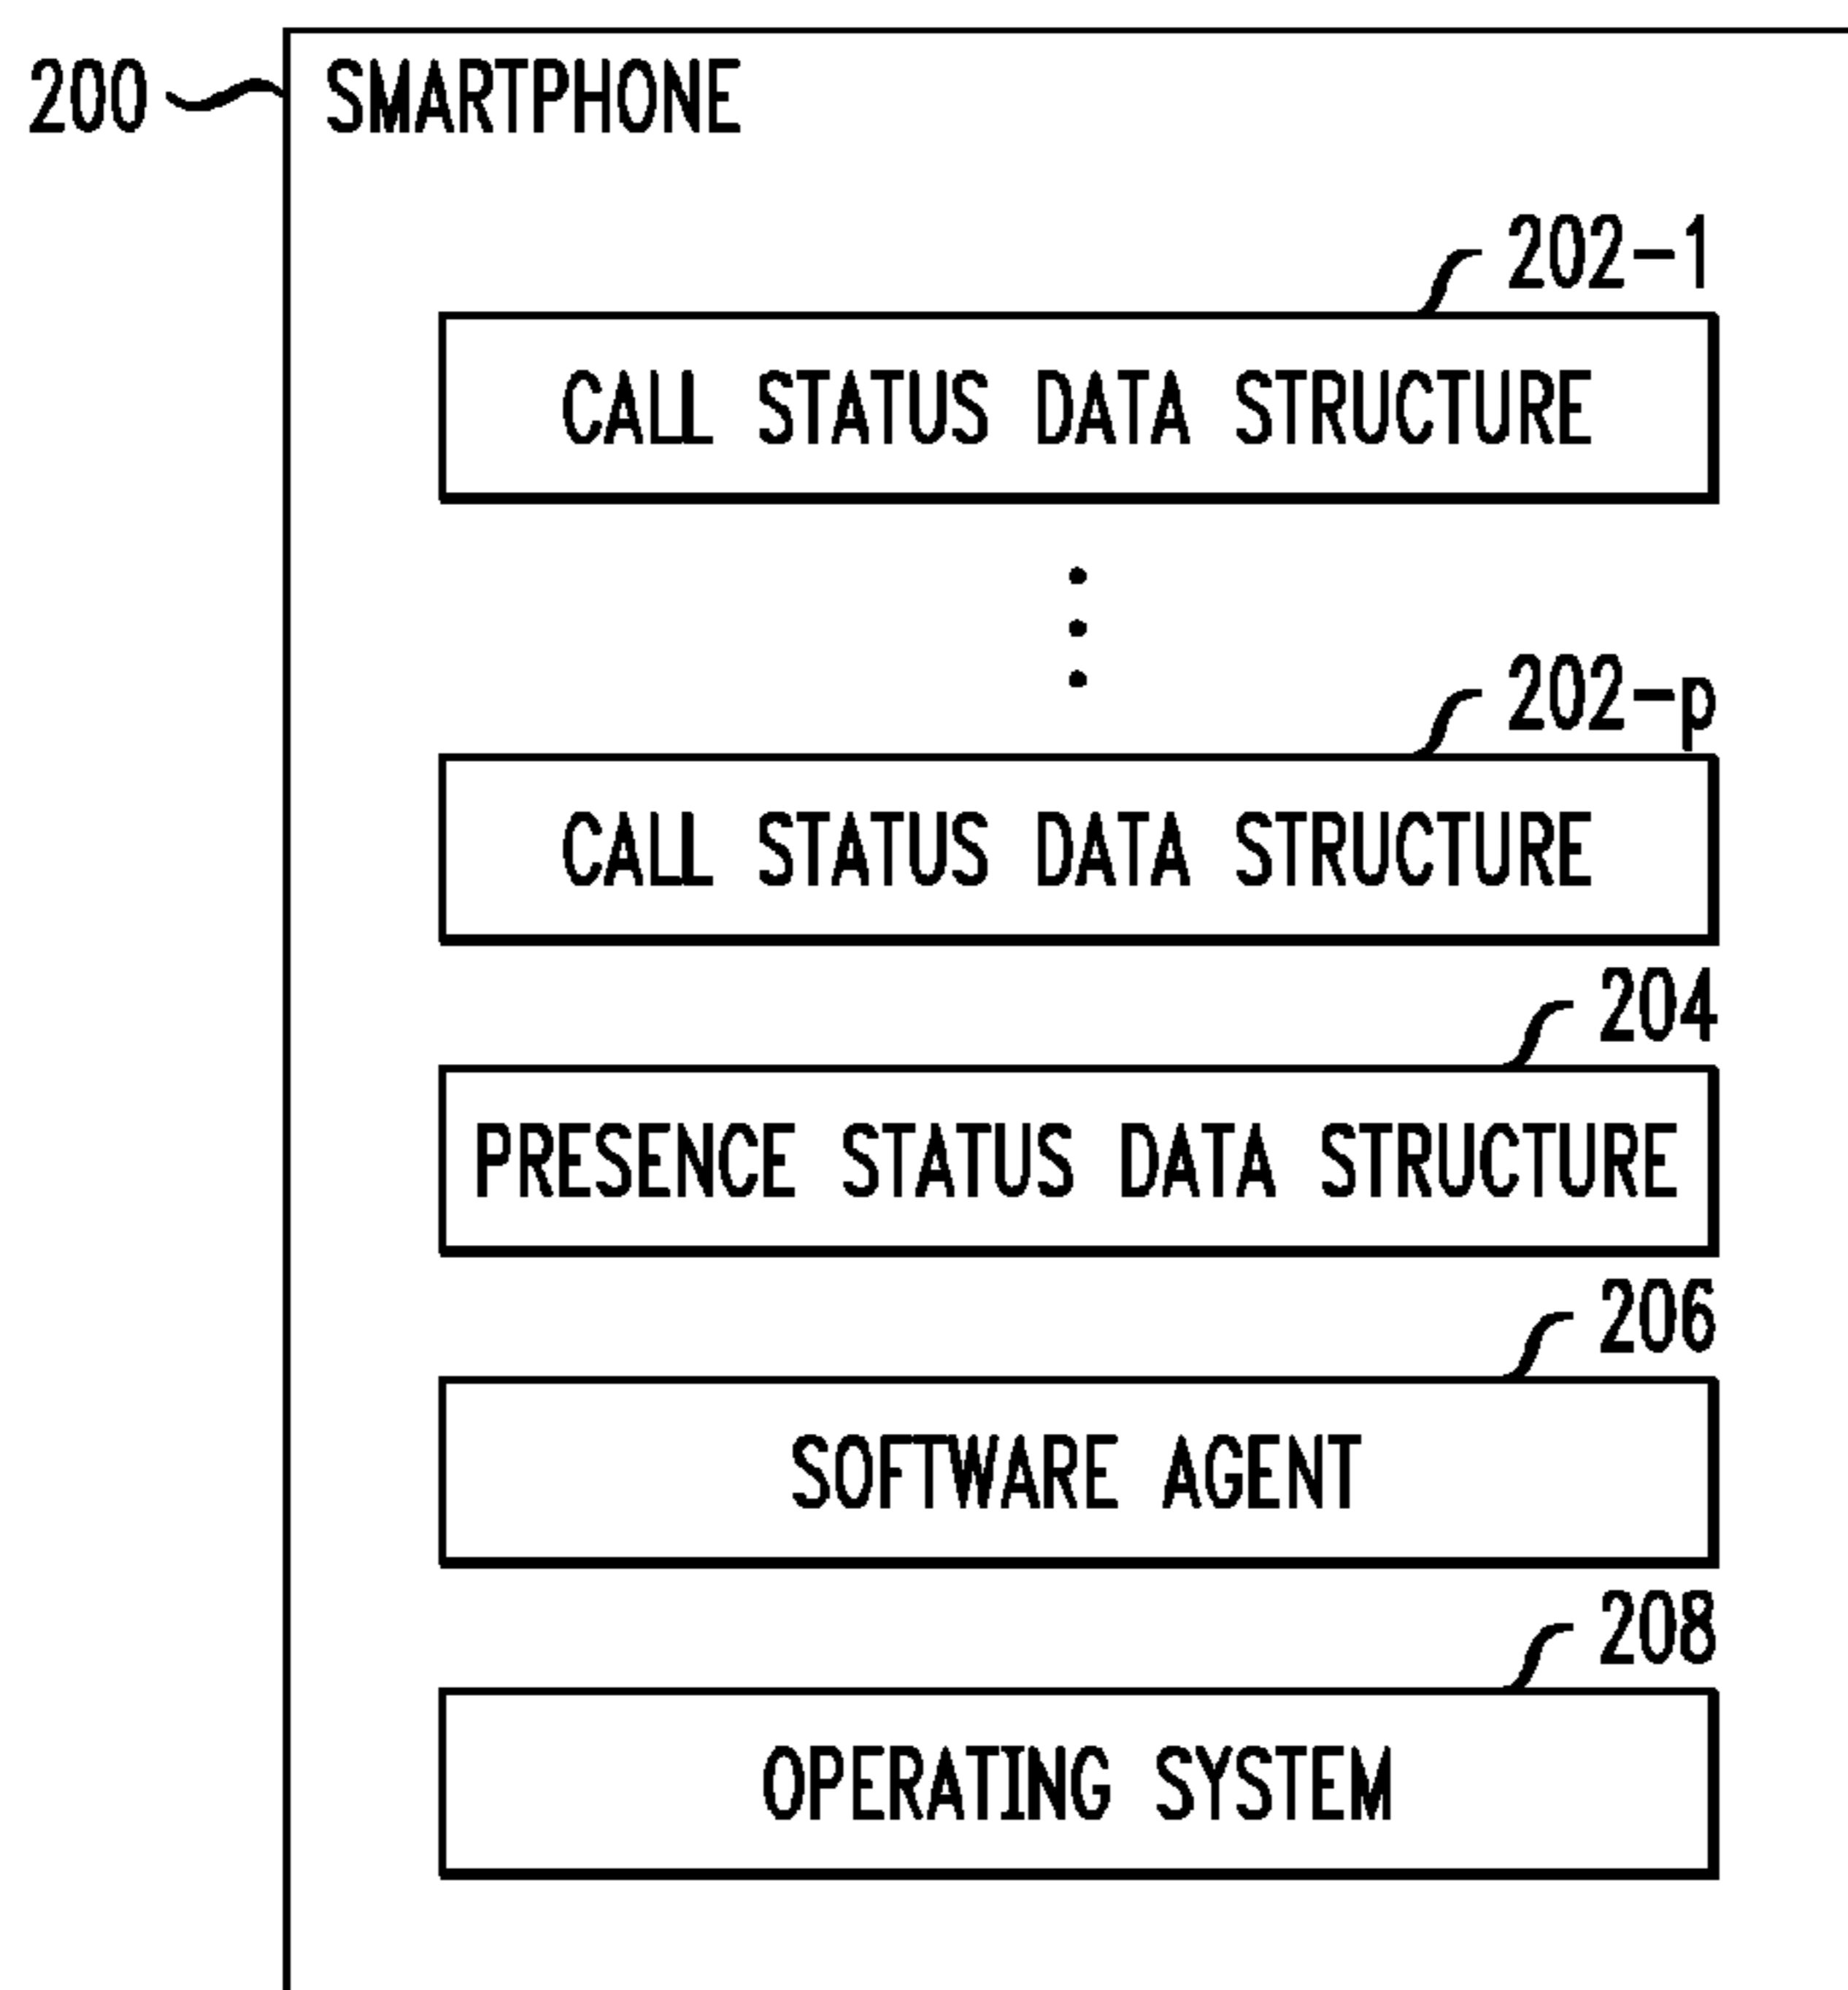 200 SMARTPHONE
202-1
CALL STATUS DATA STRUCTURE
202-p
CALL STATUS DATA STRUCTURE
204
PRESENCE STATUS DATA STRUCTURE
206
SOFTWARE AGENT
208
OPERATING SYSTEM